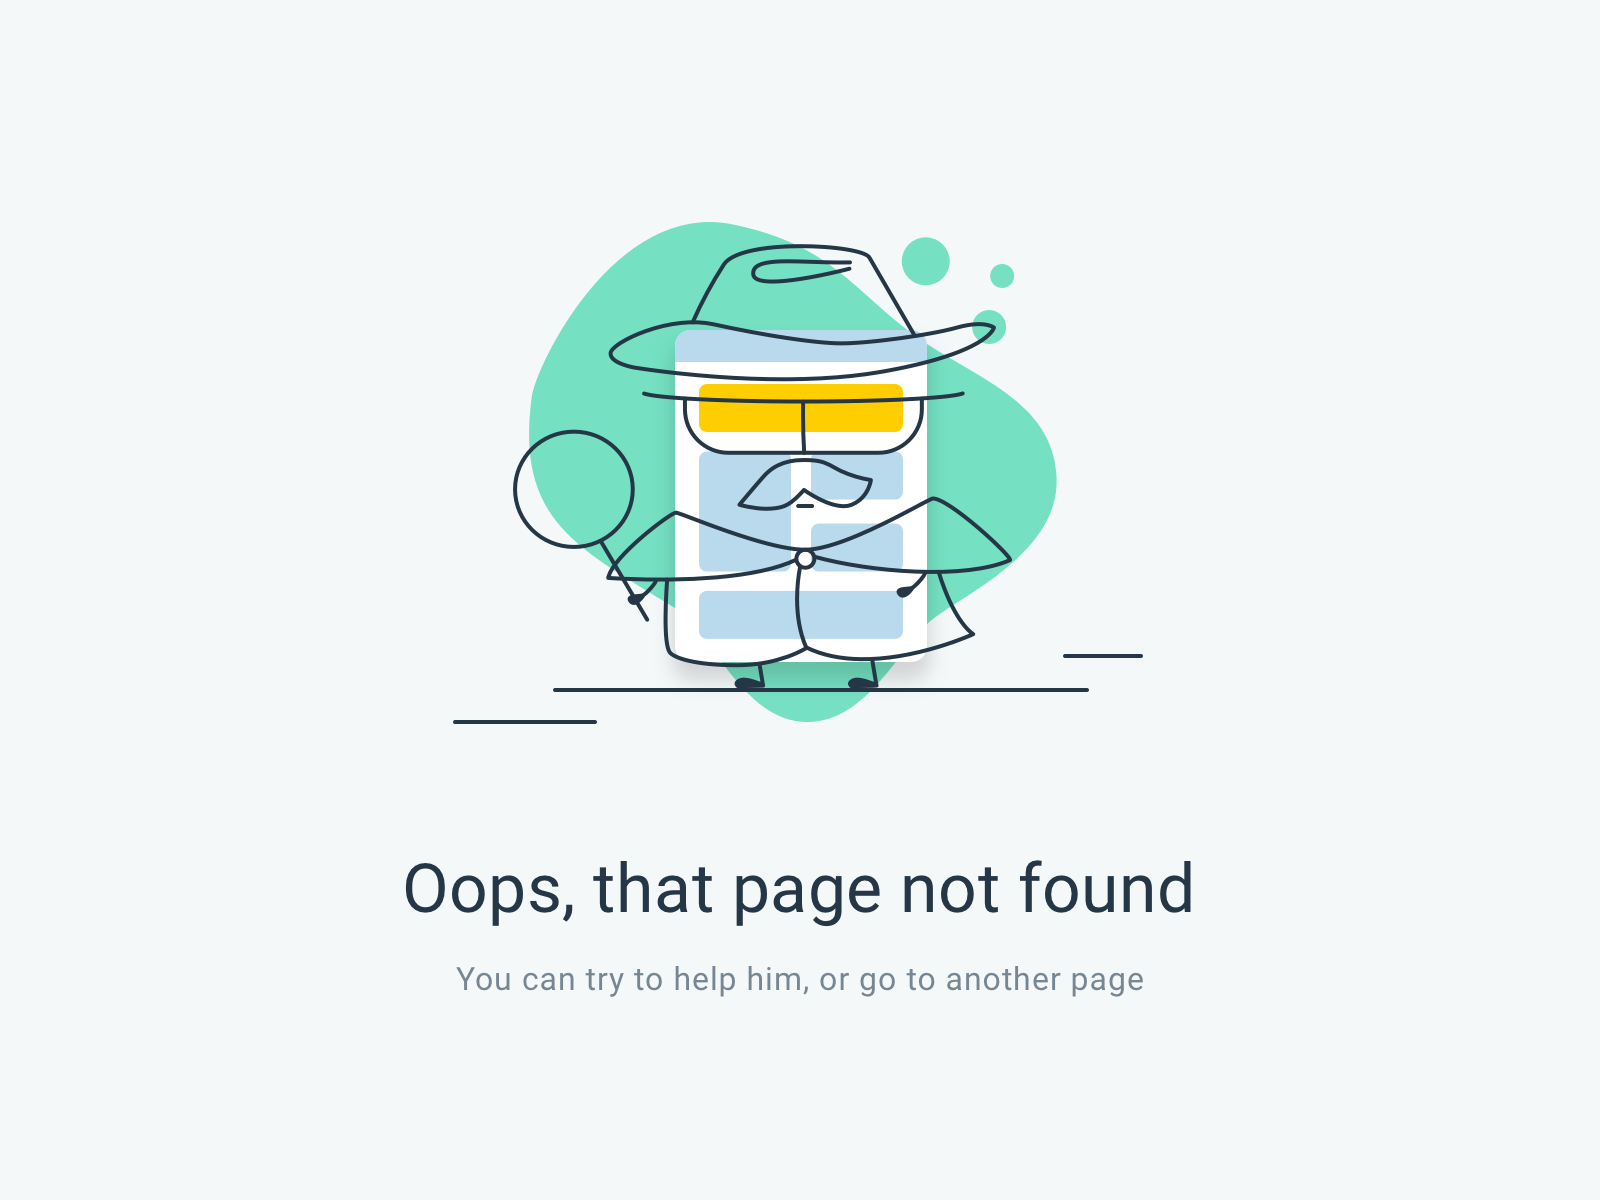 Oops, that page not found
You can try to help him, or go to another page